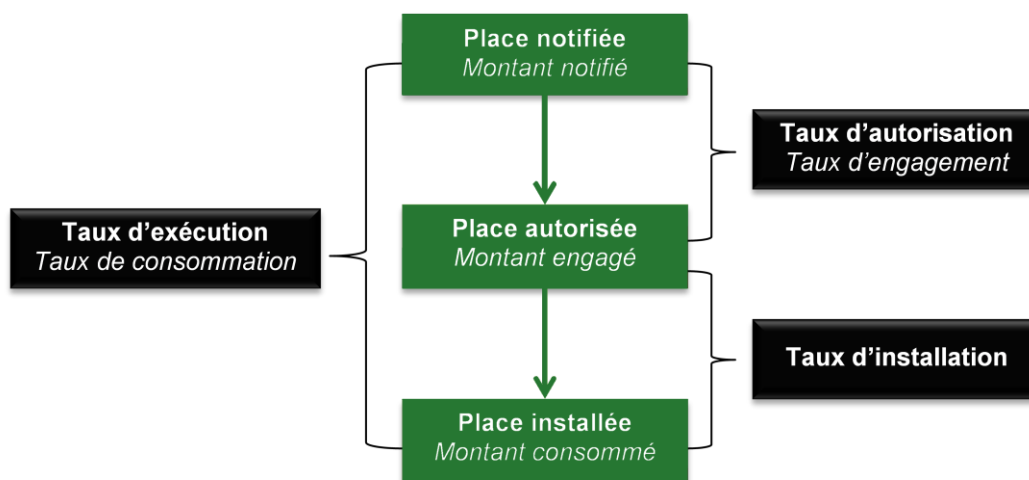 Place notifiée
Montant notifié
Taux d’autorisation
Taux d’engagement
Taux d’exécution
Taux de consommation
Place autorisée
Montant engagé
Taux d’installation
Place installée
Montant consommé